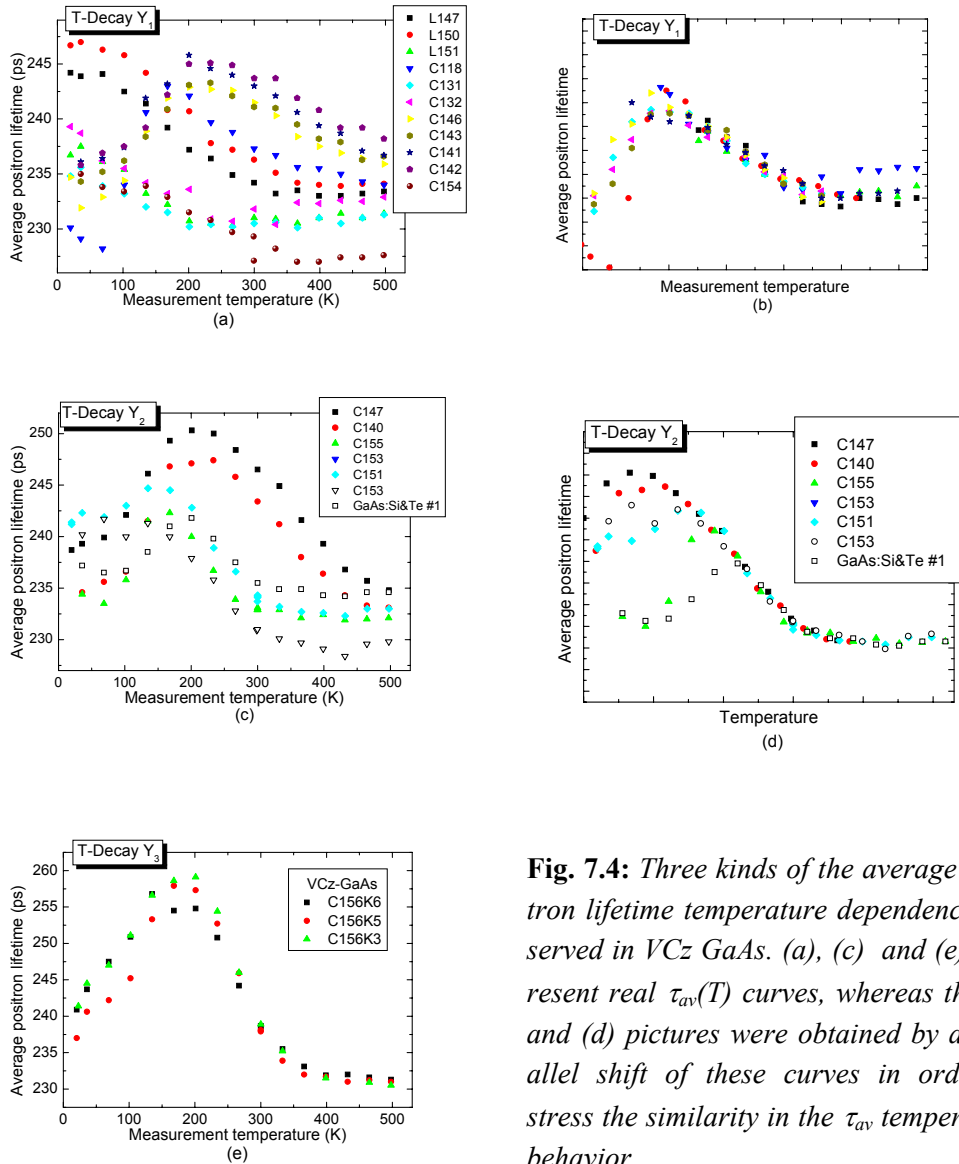 T-Decay Y1
Average positron lifetime (ps)
245
240
235
230
0 100 200 300 400 500
Measurement temperature (K)
(a)
L147
L150
L151
C118
C131
C132
C146
C143
C141
C142
C154
T-Decay Y1
Average positron lifetime
Measurement temperature
(b)
T-Decay Y2
Average positron lifetime (ps)
250
245
240
235
230
0 100 200 300 400 500
Measurement temperature (K)
(c)
C147
C140
C155
C153
C151
C153
GaAs:Si&Te #1
T-Decay Y2
Average positron lifetime
Temperature
(d)
C147
C140
C155
C153
C151
C153
GaAs:Si&Te #1
T-Decay Y3
Average positron lifetime (ps)
260
255
250
245
240
235
230
0 100 200 300 400 500
Measurement temperature (K)
(e)
VCz-GaAs
C156K6
C156K5
C156K3
Fig. 7.4: Three kinds of the average
tron lifetime temperature dependenc
served in VCz GaAs. (a), (c) and (e)
resent real τav(T) curves, whereas th
and (d) pictures were obtained by a
allel shift of these curves in ord
stress the similarity in the τav temper
behavior